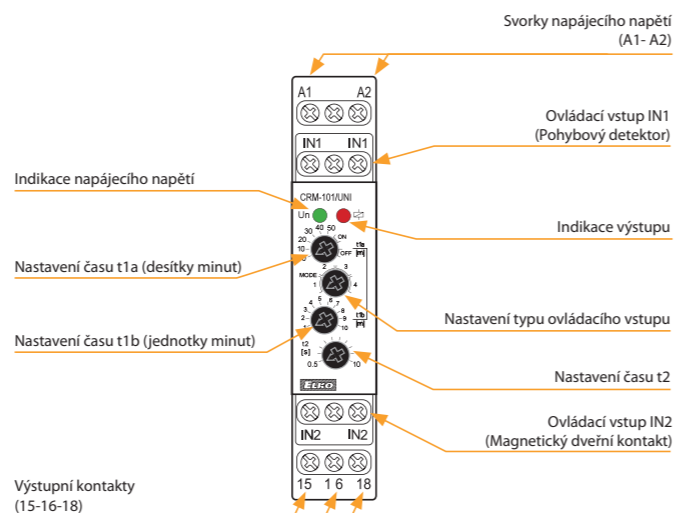 Svorky napájecího napětí
(A1- A2)
A1 A2
Ovládací vstup IN1
(Pohybový detektor)
IN1 IN1
Indikace napájecího napětí
CRM-101/UNI
Un
Indikace výstupu
10 20 30 40 50 ON OFF
t1a
[m]
Nastavení času t1a (desítky minut)
MODE 1 2 3 4
Nastavení typu ovládacího vstupu
1 2 3 4 5 6 7 8 9 10
t1b
[m]
Nastavení času t1b (jednotky minut)
t2
[s]
0.5 10
Nastavení času t2
ELKO
Ovládací vstup IN2
(Magnetický dveřní kontakt)
IN2 IN2
15 1 6 18
Výstupní kontakty
(15-16-18)